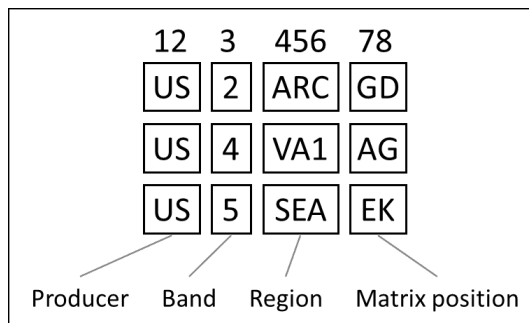 12 3 456 78
US 2 ARC GD
US 4 VA1 AG
US 5 SEA EK
Producer Band Region Matrix position